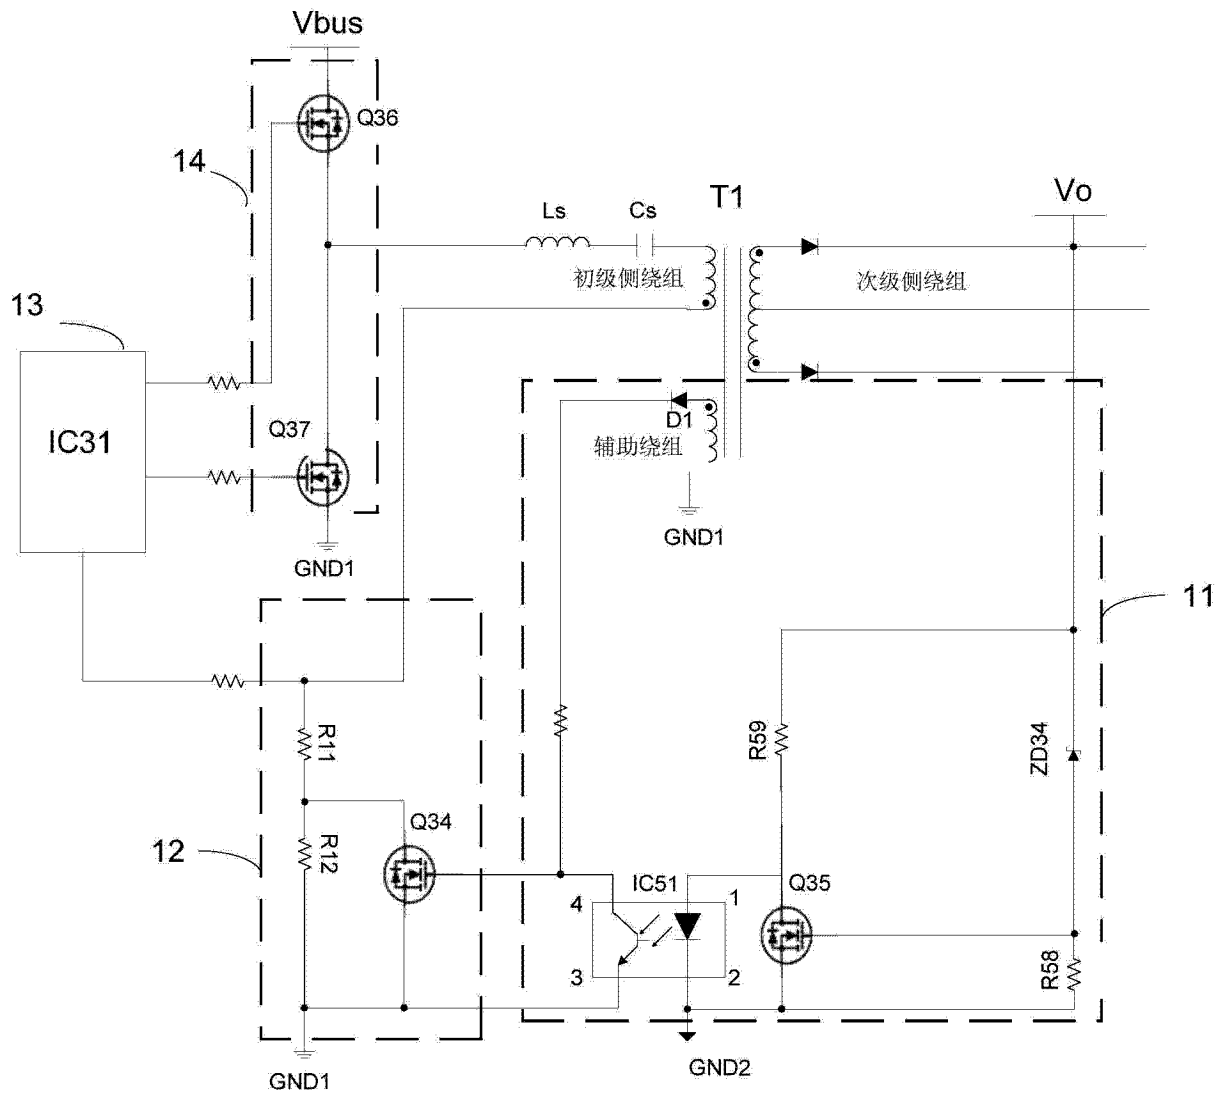 Vbus
Q36
14
T1
Vo
Ls
Cs
初级侧绕组
次级侧绕组
13
IC31
Q37
D1
辅助绕组
GND1
GND1
11
R11
R59
ZD34
12
R12
Q34
IC51
Q35
4
1
3
2
R58
GND1
GND2